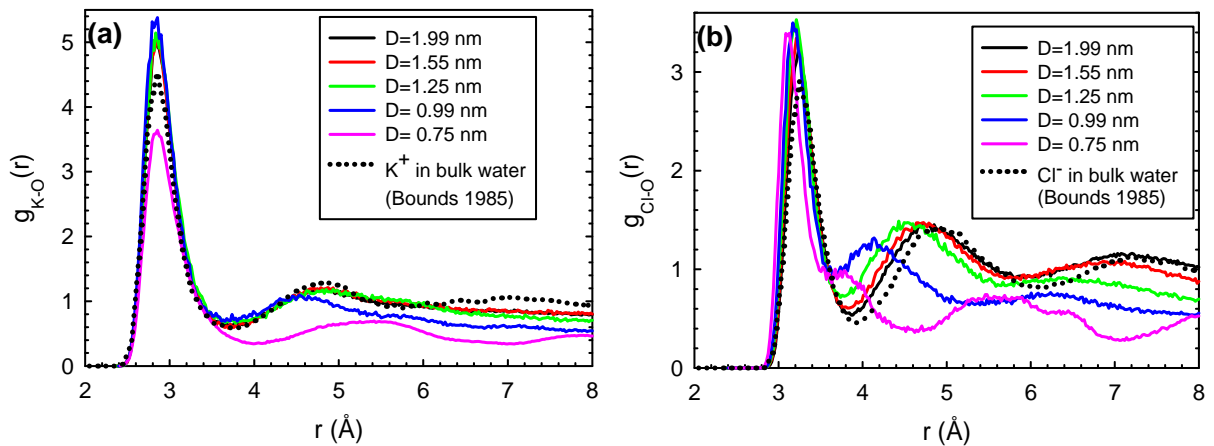 (a)
D=1.99 nm
D=1.55 nm
D=1.25 nm
D= 0.99 nm
D= 0.75 nm
K⁺ in bulk water
(Bounds 1985)
g_K-O(r)
5
4
3
2
1
0
2 3 4 5 6 7 8
r (Å)
(b)
D=1.99 nm
D=1.55 nm
D=1.25 nm
D= 0.99 nm
D= 0.75 nm
Cl⁻ in bulk water
(Bounds 1985)
g_Cl-O(r)
3
2
1
0
2 3 4 5 6 7 8
r (Å)